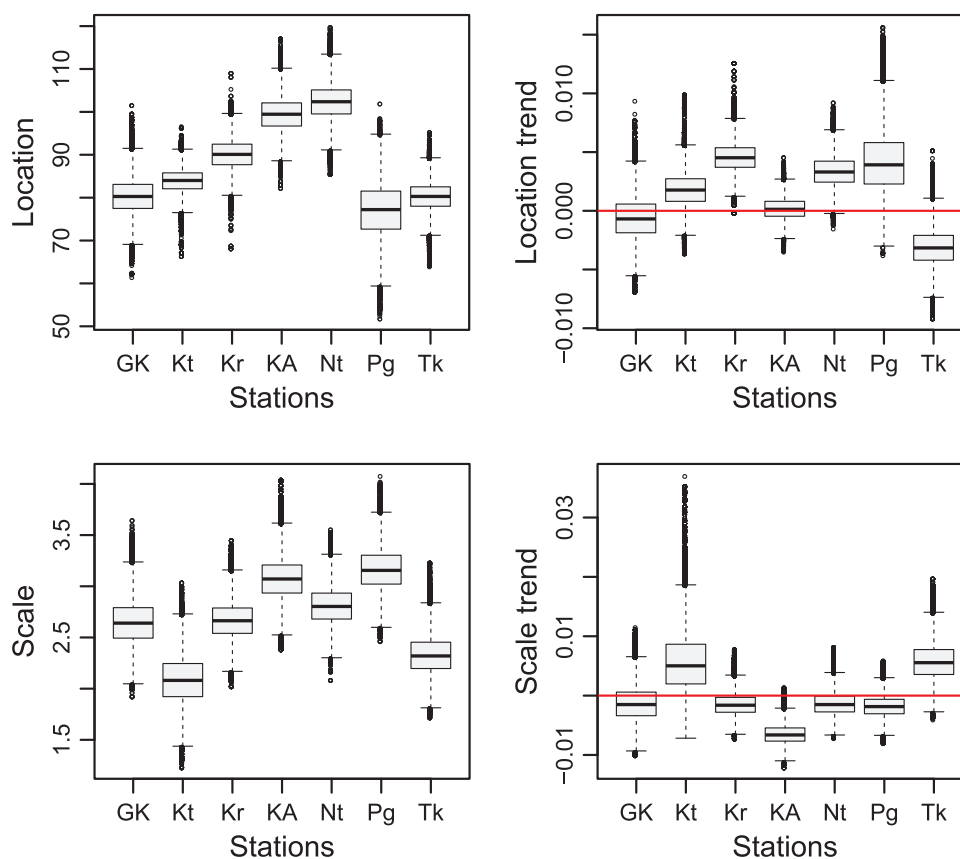 Location
110
90
70
50
GK Kt Kr KA Nt Pg Tk
Stations
Location trend
0.010
0.000
−0.010
GK Kt Kr KA Nt Pg Tk
Stations
Scale
3.5
2.5
1.5
GK Kt Kr KA Nt Pg Tk
Stations
Scale trend
0.03
0.01
−0.01
GK Kt Kr KA Nt Pg Tk
Stations